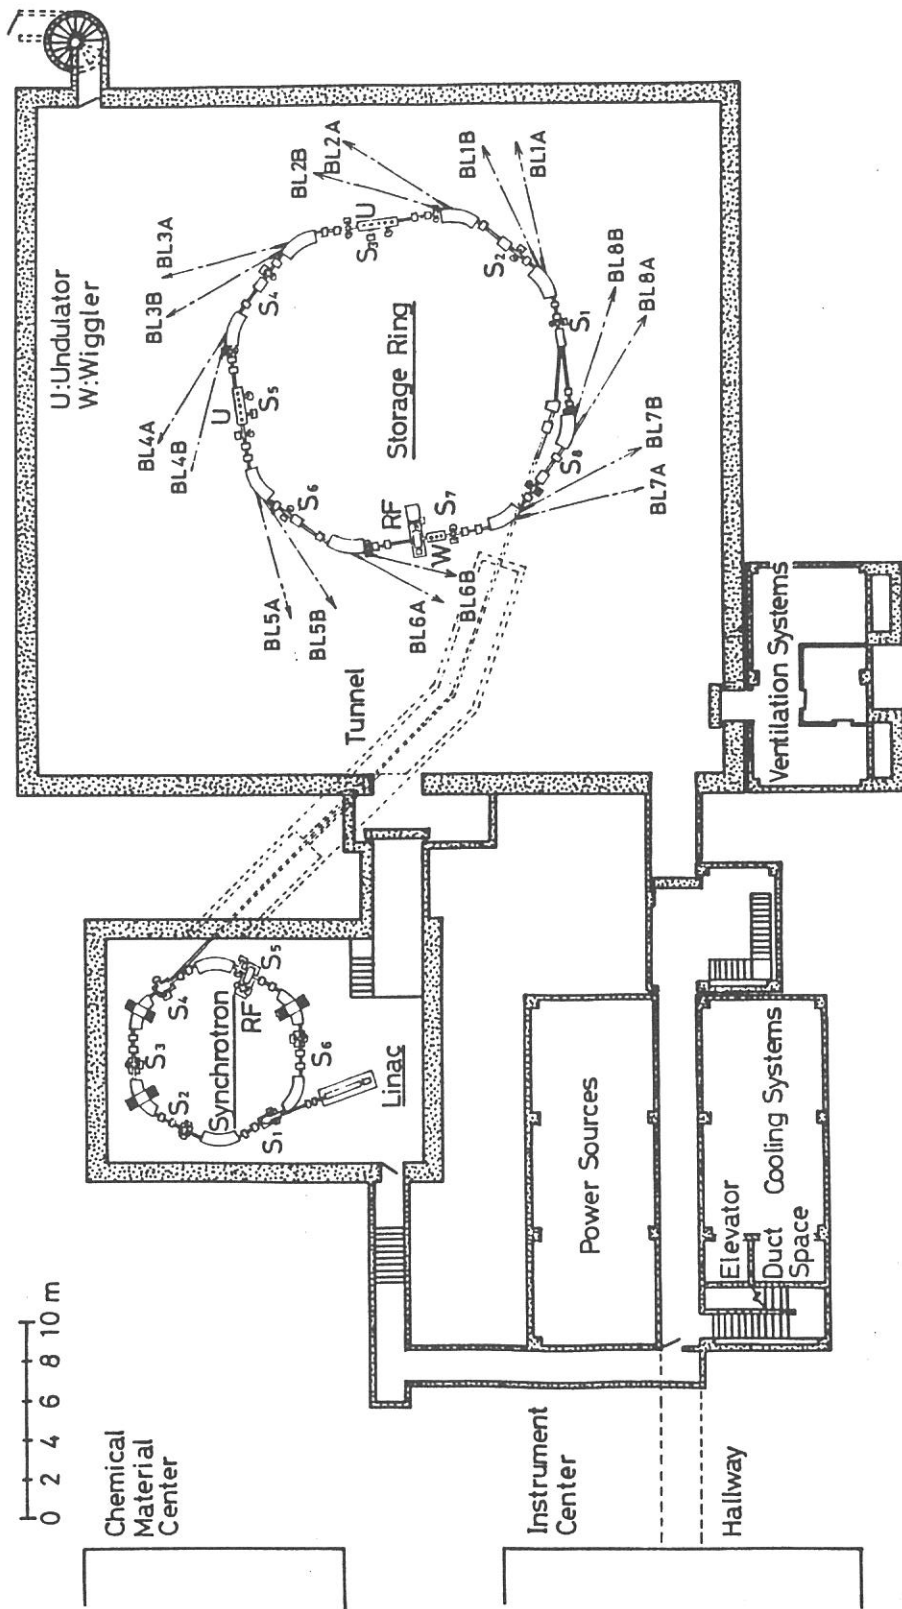 0 2 4 6 8 10 m
Chemical
Material
Center
Instrument
Center
Hallway
Synchrotron
RF
S1
S2
S3
S4
S5
S6
Linac
Power Sources
Elevator
Duct
Space
Cooling Systems
Tunnel
Ventilation Systems
U:Undulator
W:Wiggler
Storage Ring
BL1A
BL1B
BL2A
BL2B
BL3A
BL3B
BL4A
BL4B
BL5A
BL5B
BL6A
BL6B
BL7A
BL7B
BL8A
BL8B
S1
S2
S3
U
S4
U
S5
S6
RF
S7
W
S8